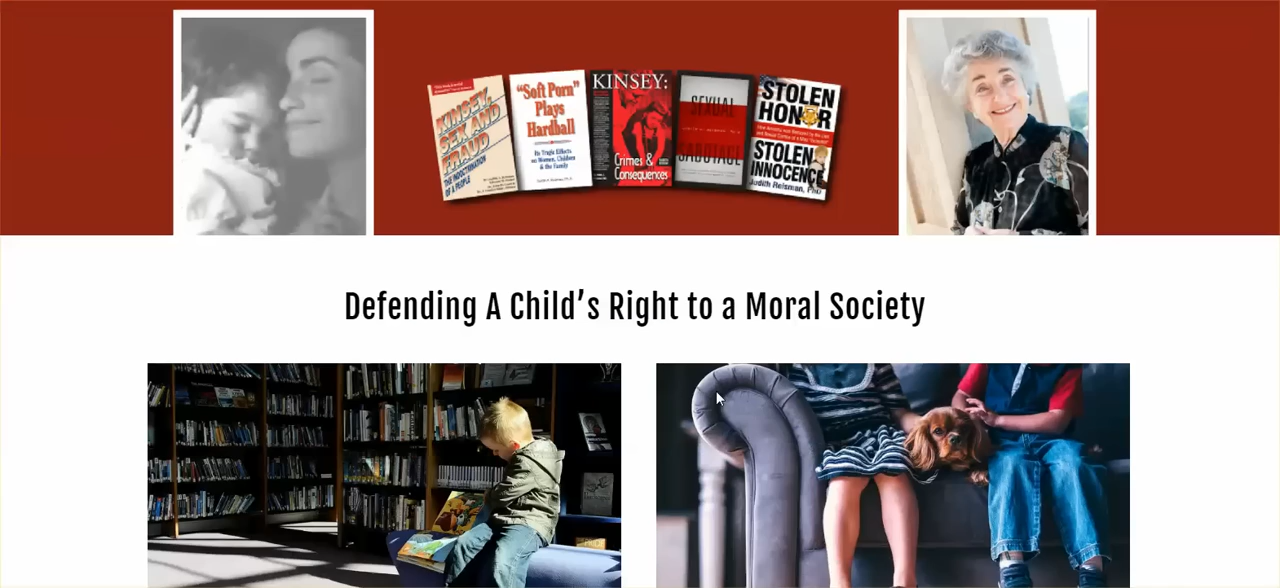 KINSEY,
SEX AND
FRAUD
THE INDOCTRINATION
OF A PEOPLE
"Soft Porn"
Plays
Hardball
Its Tragic Effects
on Women, Children
& the Family
KINSEY:
Crimes &
Consequences
SEXUAL
SABOTAGE
STOLEN
HONOR
STOLEN
INNOCENCE
Judith Reisman, PhD
Defending A Child's Right to a Moral Society